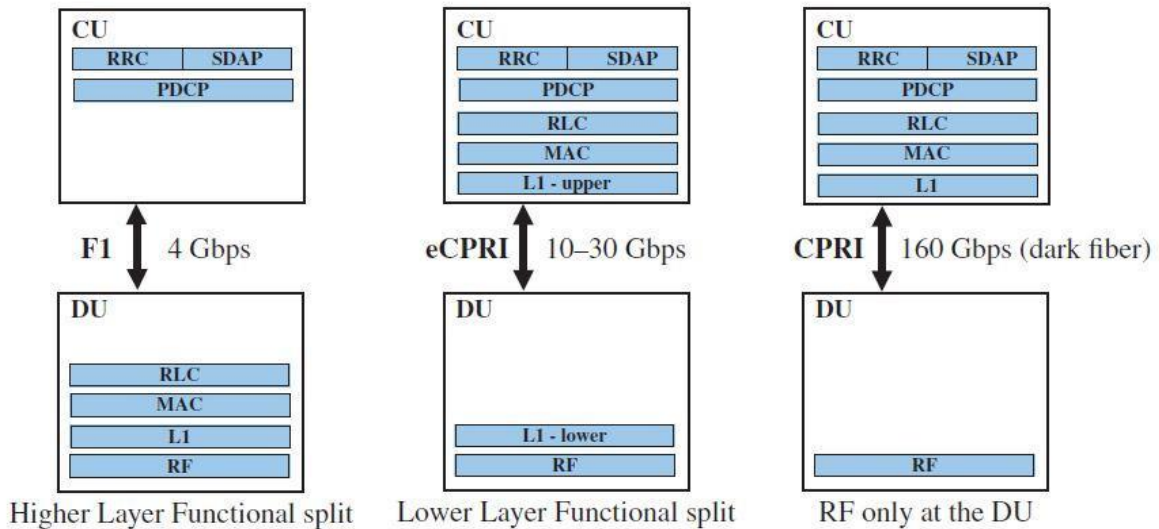 CU
RRC SDAP
PDCP
F1 4 Gbps
DU
RLC
MAC
L1
RF
Higher Layer Functional split
CU
RRC SDAP
PDCP
RLC
MAC
L1 - upper
eCPRI 10–30 Gbps
DU
L1 - lower
RF
Lower Layer Functional split
CU
RRC SDAP
PDCP
RLC
MAC
L1
CPRI 160 Gbps (dark fiber)
DU
RF
RF only at the DU